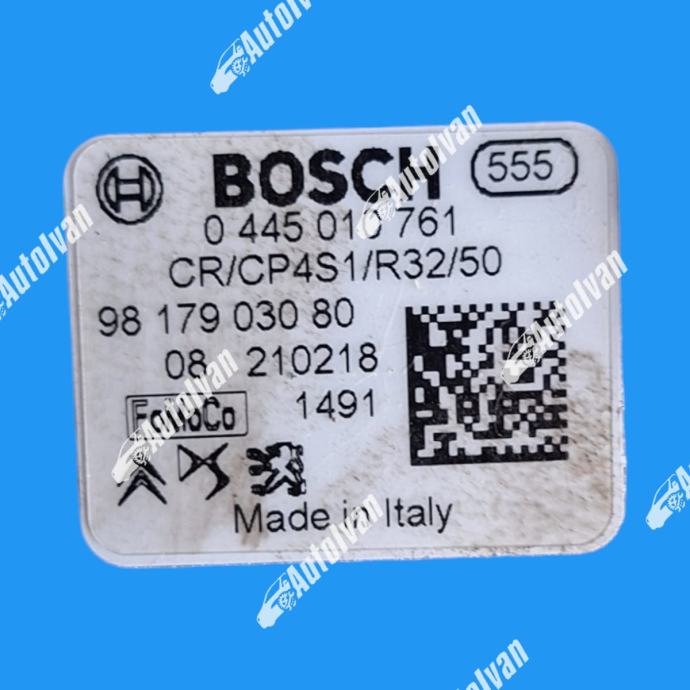 AutoIvan
AutoIvan
BOSCH 555
0 445 010 761
CR/CP4S1/R32/50
AutoIvan
AutoIvan
98 179 030 80
08 210218
FoMoCo 1491
AutoIvan
Made in Italy
AutoIvan
AutoIvan
AutoIvan